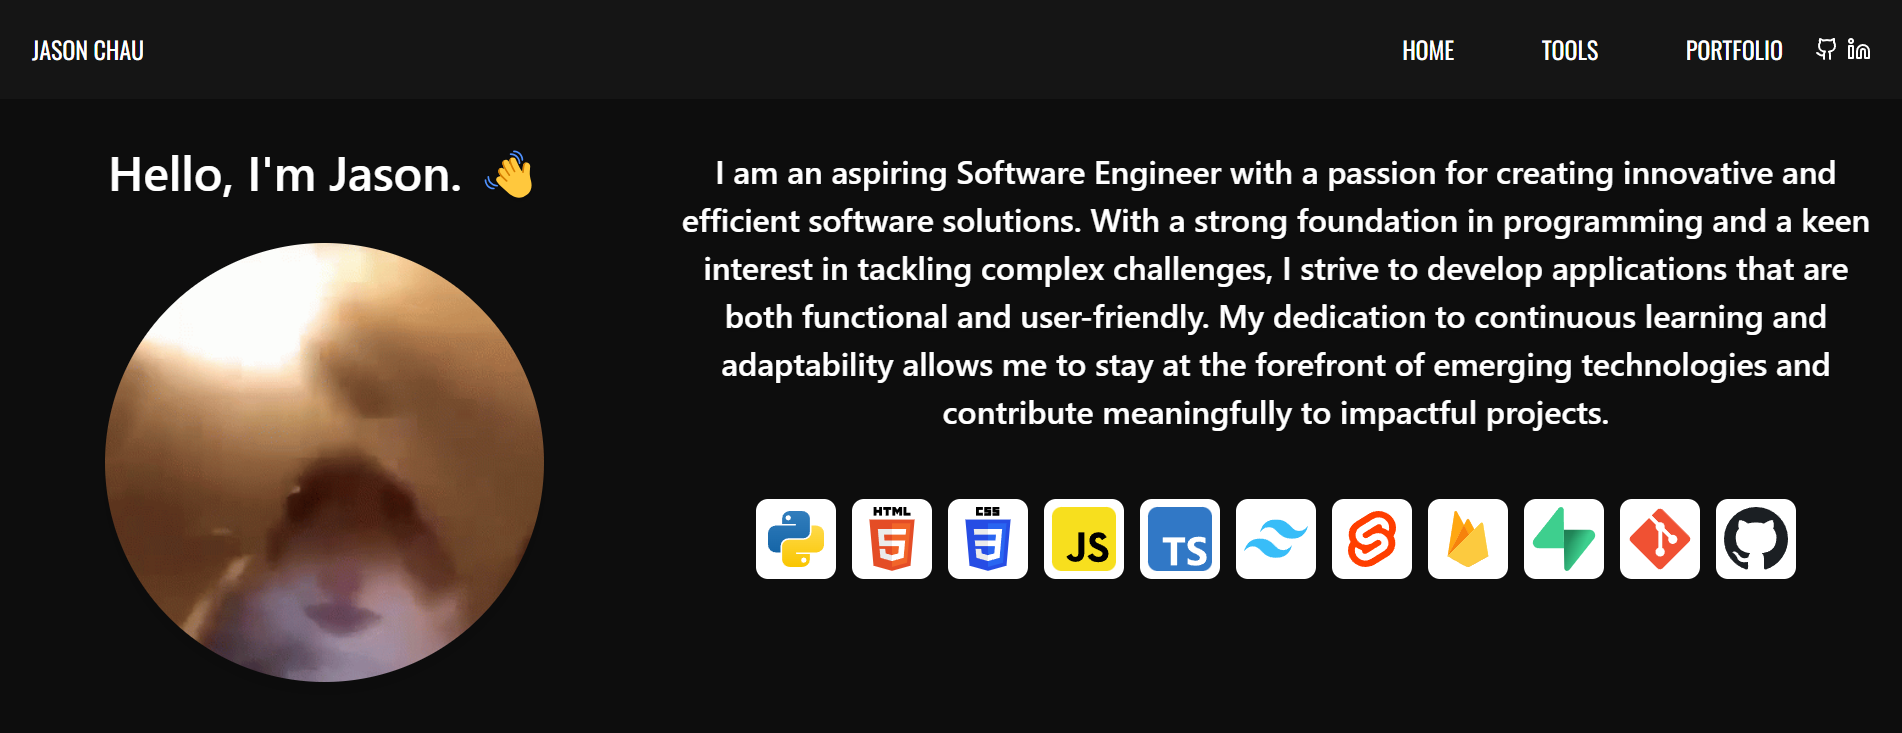 JASON CHAU
HOME
TOOLS
PORTFOLIO
in
Hello, I'm Jason. 👋
I am an aspiring Software Engineer with a passion for creating innovative and
efficient software solutions. With a strong foundation in programming and a keen
interest in tackling complex challenges, I strive to develop applications that are
both functional and user-friendly. My dedication to continuous learning and
adaptability allows me to stay at the forefront of emerging technologies and
contribute meaningfully to impactful projects.
HTML
5
CSS
3
JS
TS